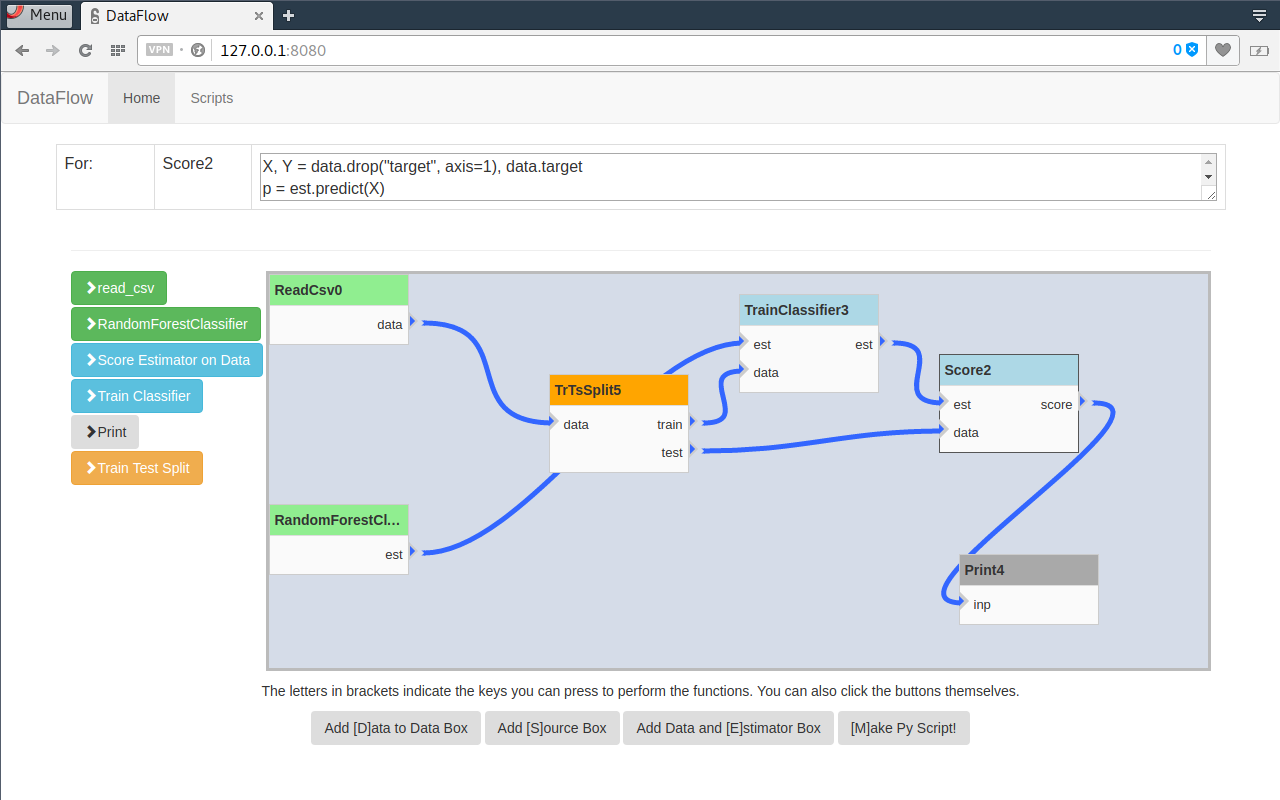 Menu
DataFlow
VPN
127.0.0.1:8080
0
DataFlow Home Scripts
For: Score2
X, Y = data.drop("target", axis=1), data.target
p = est.predict(X)
read_csv
RandomForestClassifier
Score Estimator on Data
Train Classifier
Print
Train Test Split
ReadCsv0
data
RandomForestCl...
est
TrTsSplit5
data train
test
TrainClassifier3
est est
data
Score2
est score
data
Print4
inp
The letters in brackets indicate the keys you can press to perform the functions. You can also click the buttons themselves.
Add [D]ata to Data Box Add [S]ource Box Add Data and [E]stimator Box [M]ake Py Script!